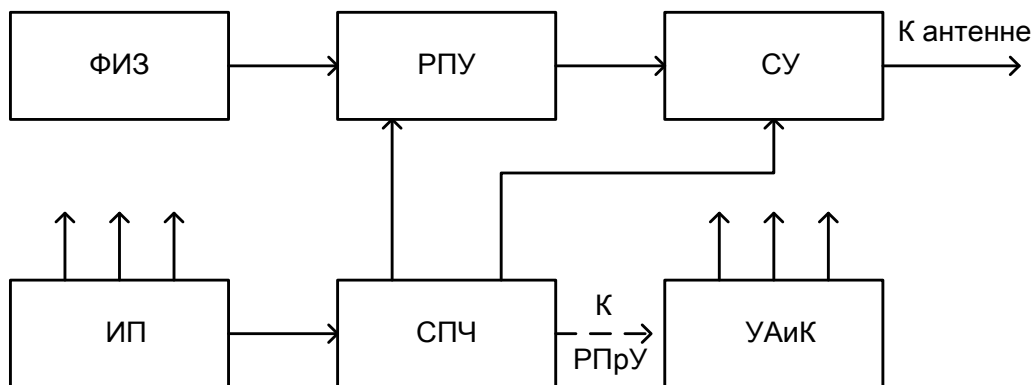 ФИЗ
РПУ
СУ
К антенне
ИП
СПЧ
К
РПрУ
УАиК